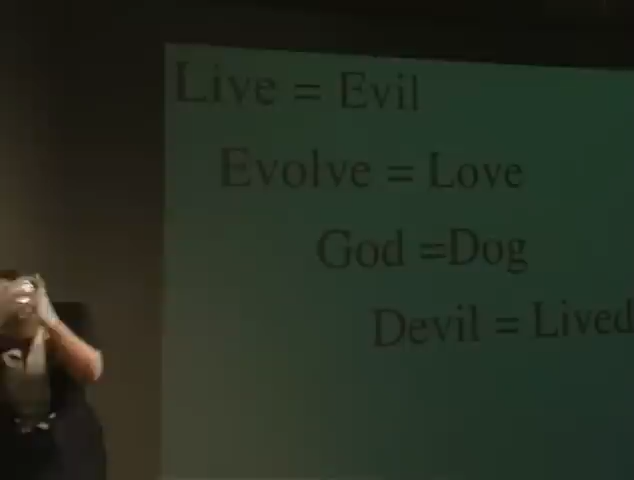 Live = Evil
Evolve = Love
God =Dog
Devil = Lived